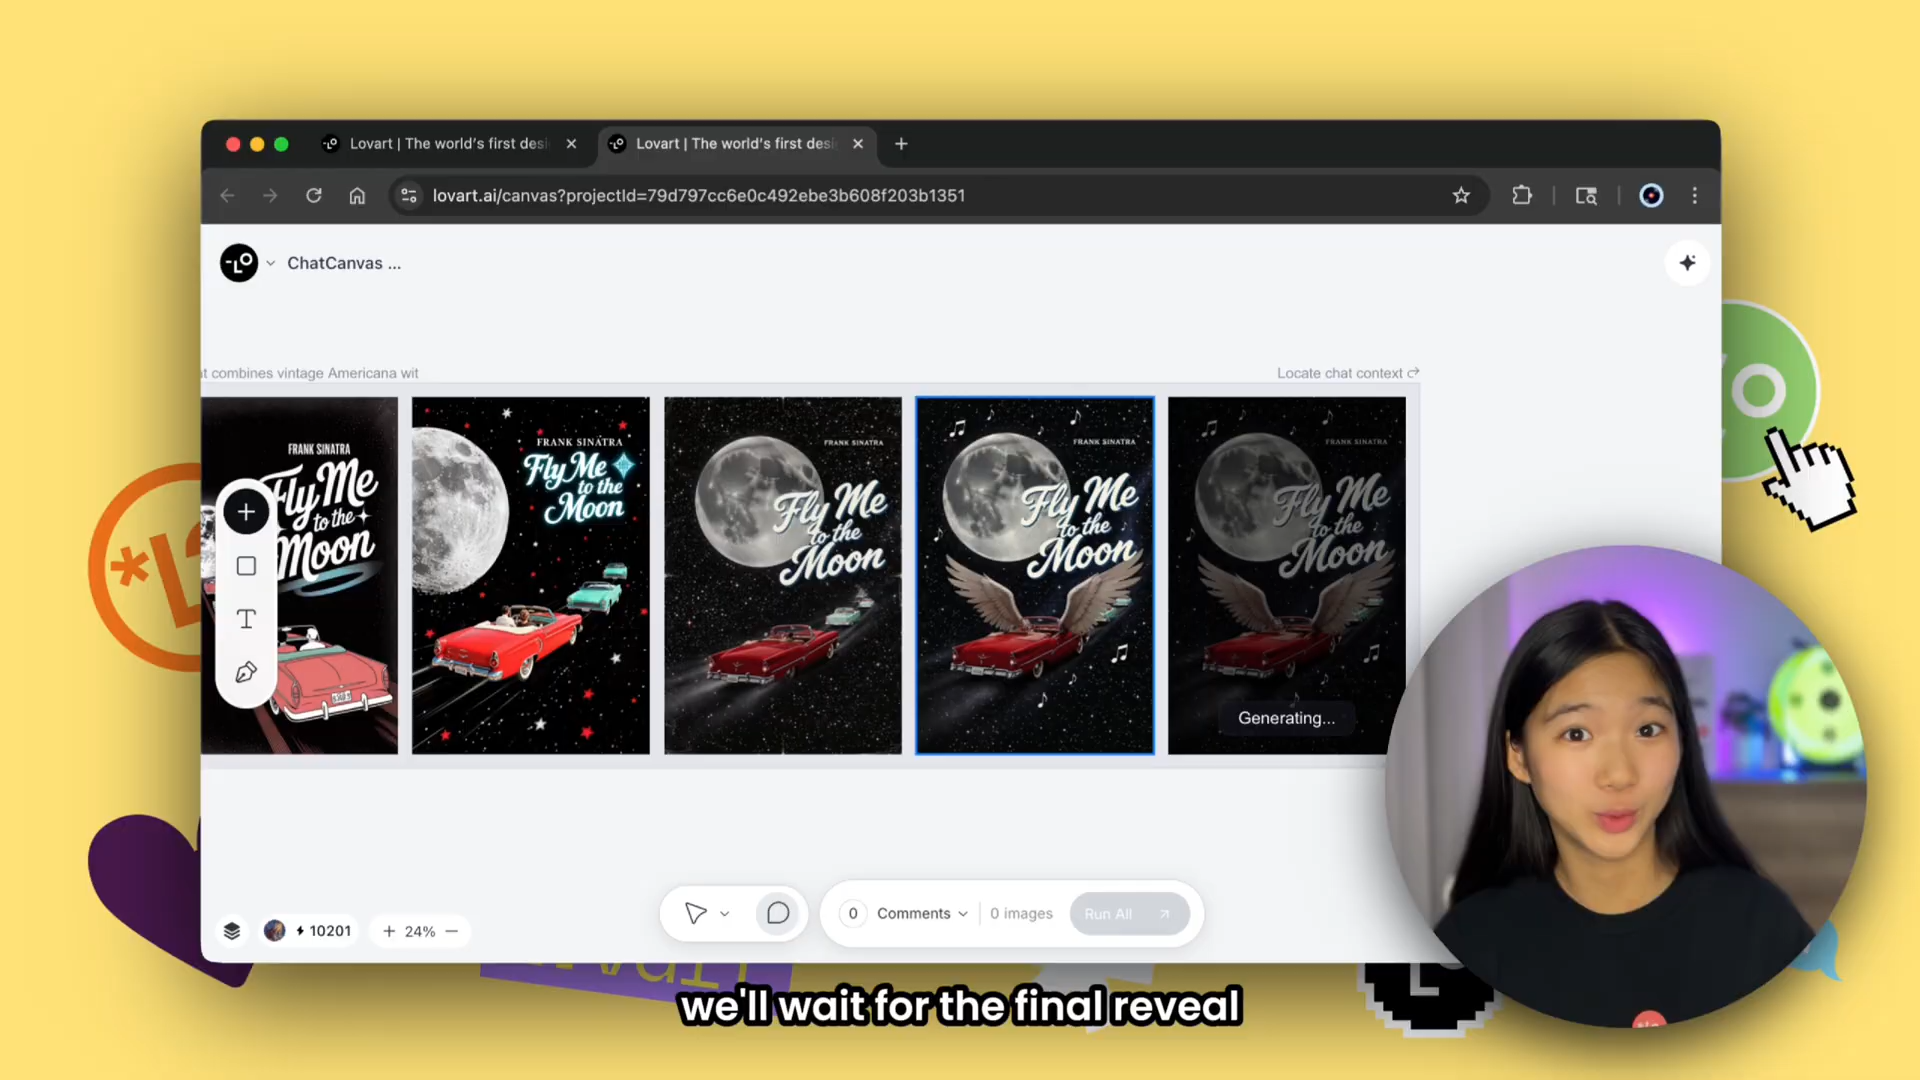 Lovart | The world's first desi
Lovart | The world's first desi
lovart.ai/canvas?projectId=79d797cc6e0c492ebe3b608f203b1351
ChatCanvas ...
t combines vintage Americana wit
Locate chat context
FRANK SINATRA
Fly Me
to the
Moon
FRANK SINATRA
Fly Me
to the
Moon
FRANK SINATRA
Fly Me
to the
Moon
FRANK SINATRA
Fly Me
to the
Moon
FRANK SINATRA
Fly Me
to the
Moon
T
Generating...
0 Comments 0 images Run All
10201
24%
we'll wait for the final reveal